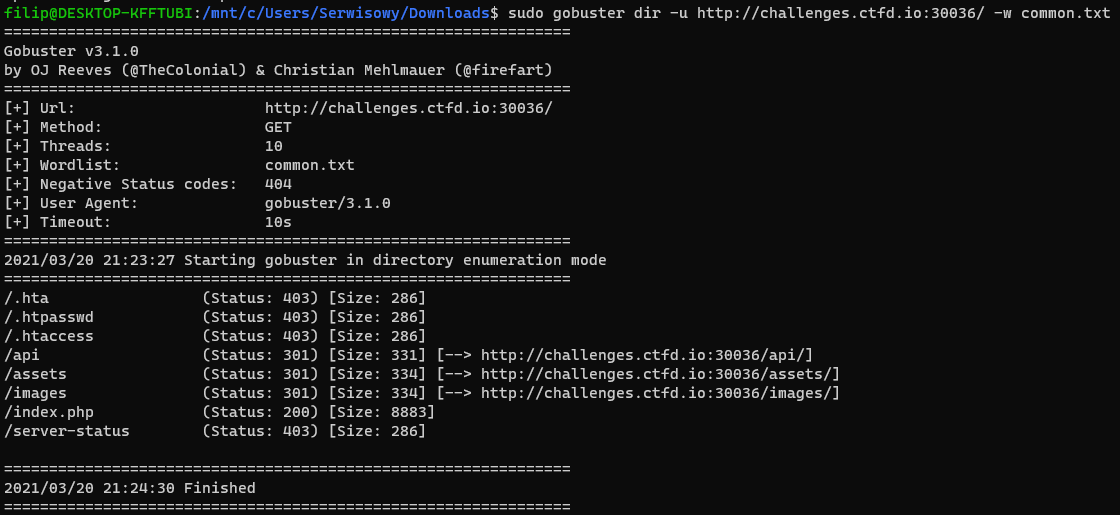 filip@DESKTOP-KFFTUBI:/mnt/c/Users/Serwisowy/Downloads$ sudo gobuster dir -u http://challenges.ctfd.io:30036/ -w common.txt
===============================================================
Gobuster v3.1.0
by OJ Reeves (@TheColonial) & Christian Mehlmauer (@firefart)
===============================================================
[+] Url:                     http://challenges.ctfd.io:30036/
[+] Method:                  GET
[+] Threads:                 10
[+] Wordlist:                common.txt
[+] Negative Status codes:   404
[+] User Agent:              gobuster/3.1.0
[+] Timeout:                 10s
===============================================================
2021/03/20 21:23:27 Starting gobuster in directory enumeration mode
===============================================================
/.hta                 (Status: 403) [Size: 286]
/.htpasswd            (Status: 403) [Size: 286]
/.htaccess            (Status: 403) [Size: 286]
/api                  (Status: 301) [Size: 331] [--> http://challenges.ctfd.io:30036/api/]
/assets               (Status: 301) [Size: 334] [--> http://challenges.ctfd.io:30036/assets/]
/images               (Status: 301) [Size: 334] [--> http://challenges.ctfd.io:30036/images/]
/index.php            (Status: 200) [Size: 8883]
/server-status        (Status: 403) [Size: 286]

===============================================================
2021/03/20 21:24:30 Finished
===============================================================